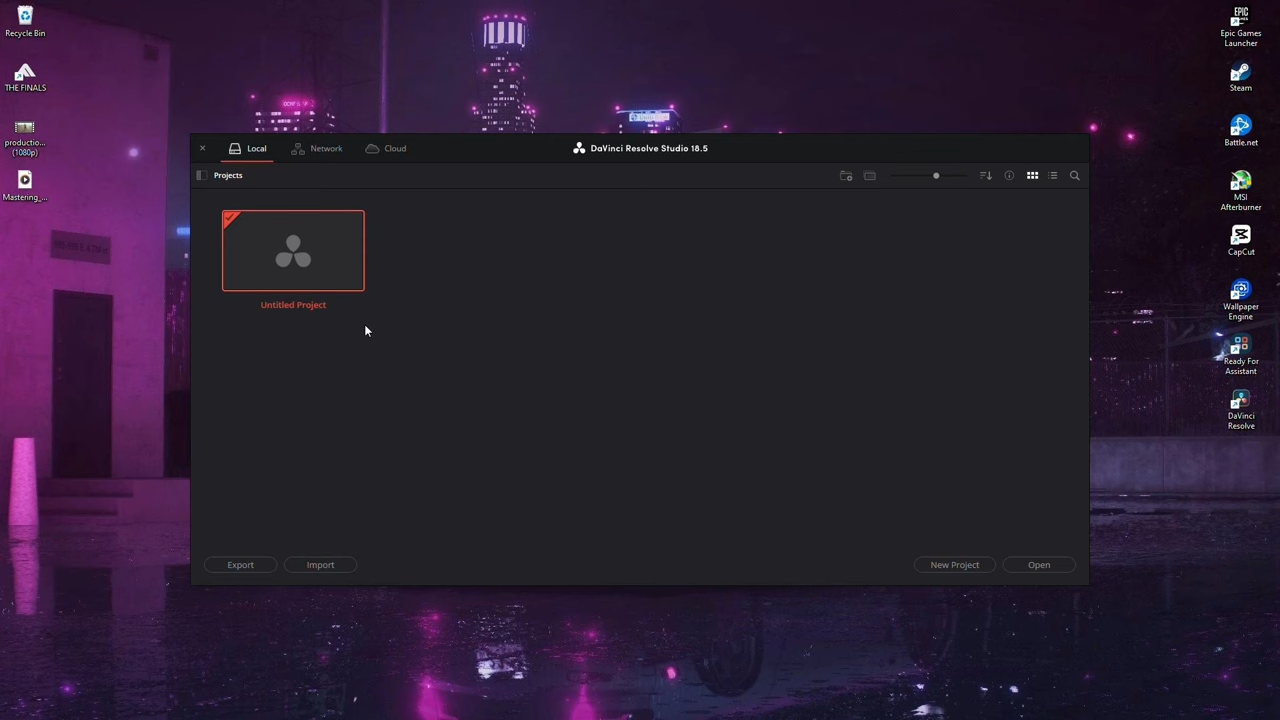 Recycle Bin
THE FINALS
productio...
(1080p)
Mastering_...
Local
Network
Cloud
DaVinci Resolve Studio 18.5
Projects
Untitled Project
Export
Import
New Project
Open
EPIC
GAMES
Epic Games
Launcher
Steam
Battle.net
MSI
Afterburner
CapCut
Wallpaper
Engine
Ready For
Assistant
DaVinci
Resolve